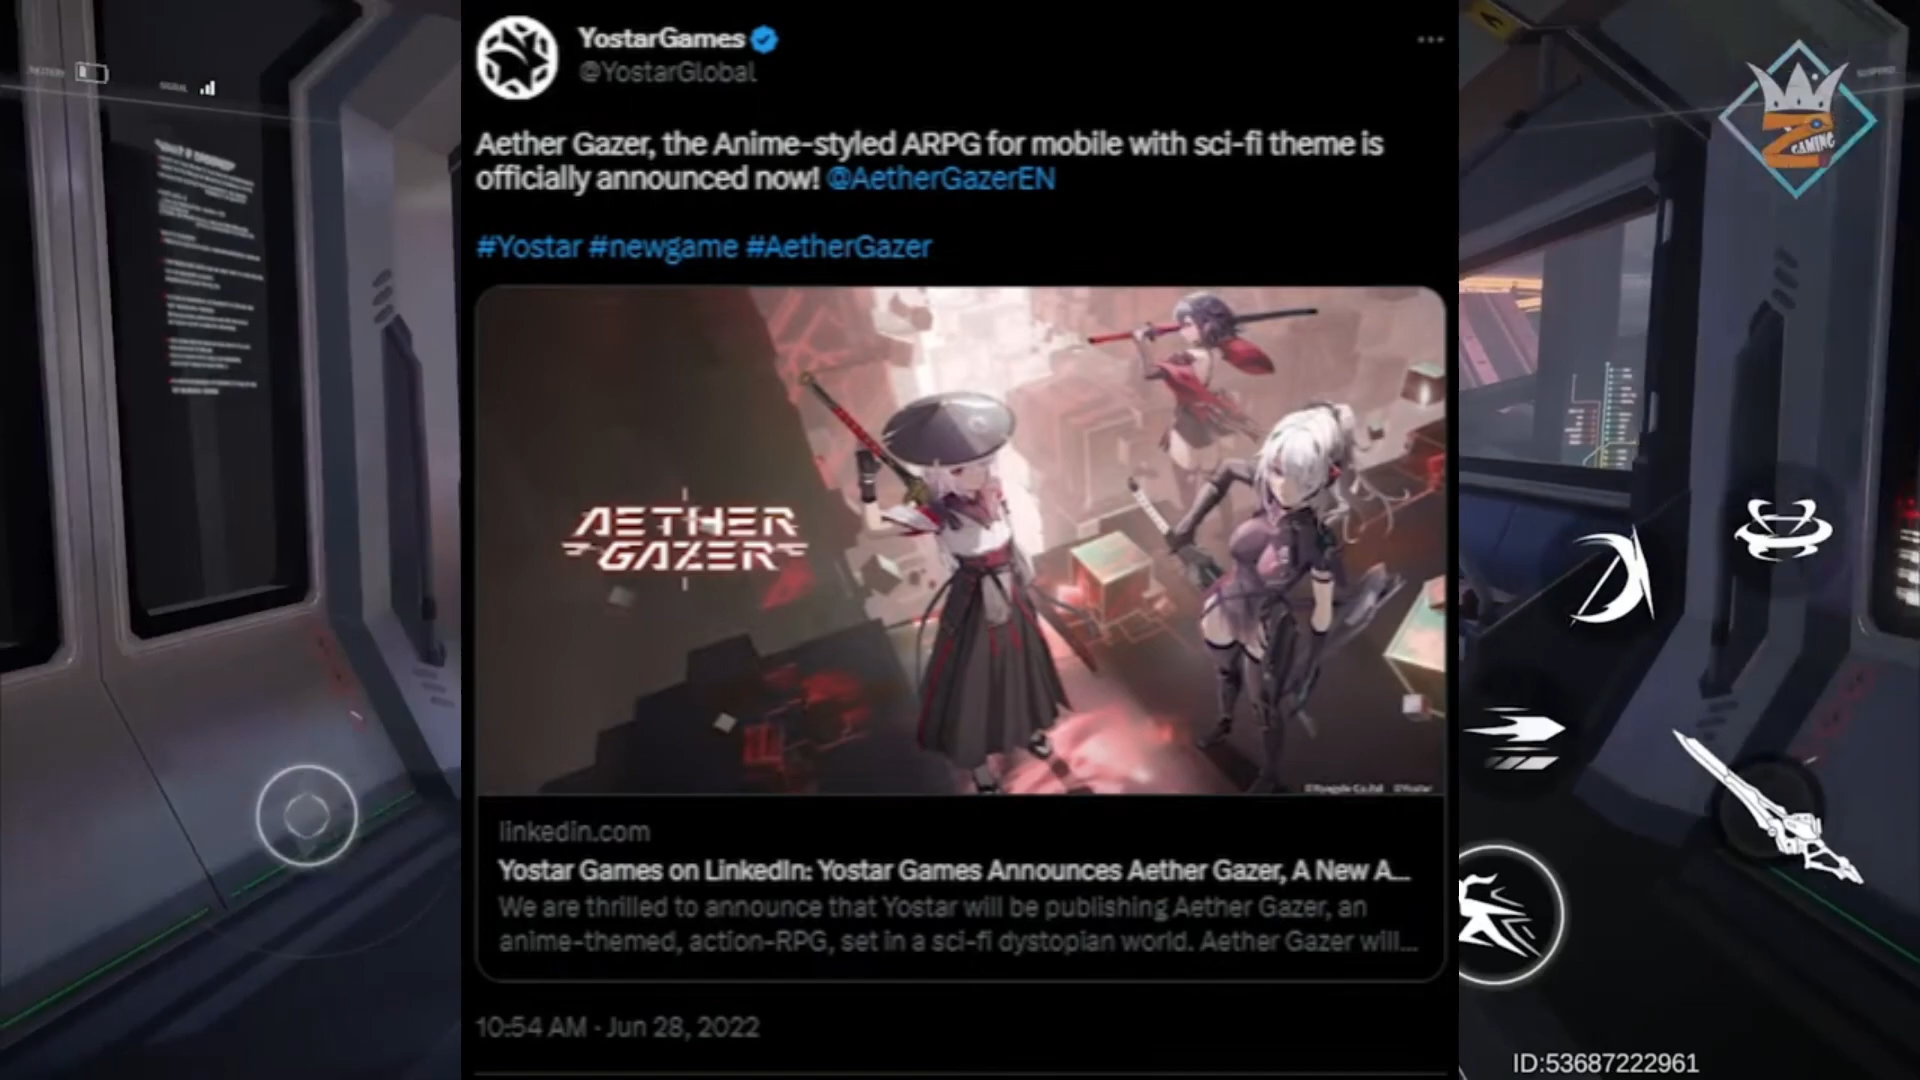 YostarGames
@YostarGlobal
Aether Gazer, the Anime-styled ARPG for mobile with sci-fi theme is
officially announced now! @AetherGazerEN
#Yostar #newgame #AetherGazer
AETHER
GAZER
linkedin.com
Yostar Games on LinkedIn: Yostar Games Announces Aether Gazer, A New A...
We are thrilled to announce that Yostar will be publishing Aether Gazer, an
anime-themed, action-RPG, set in a sci-fi dystopian world. Aether Gazer will...
10:54 AM · Jun 28, 2022
SIGNAL
GAMING
ID:53687222961